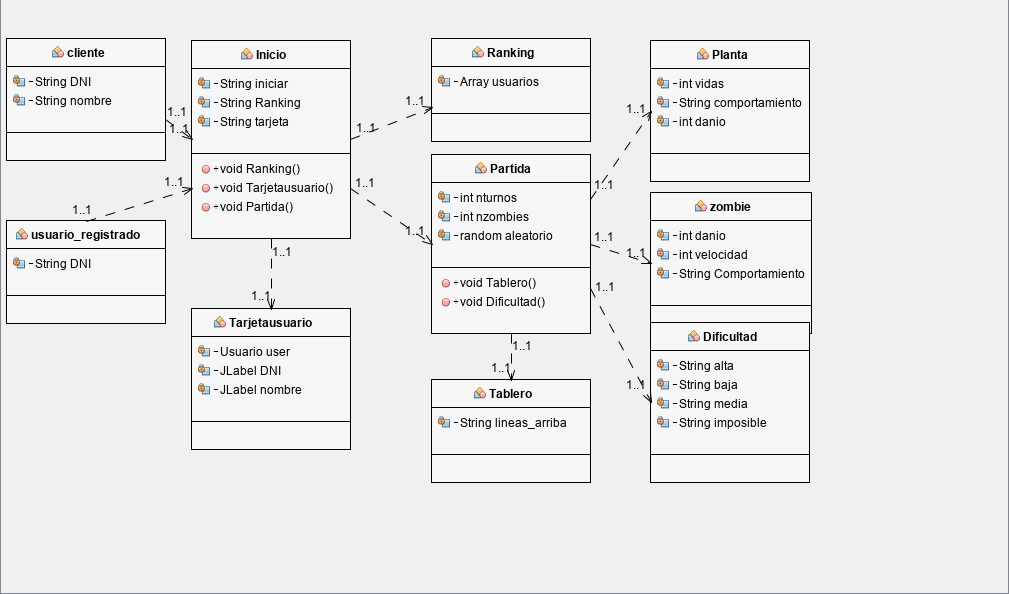 cliente
-String DNI
-String nombre
1..1
1..1
Inicio
-String iniciar
-String Ranking
-String tarjeta
+void Ranking()
+void Tarjetausuario()
+void Partida()
1..1
1..1
Ranking
-Array usuarios
1..1
1..1
usuario_registrado
-String DNI
1..1
1..1
Partida
-int nturnos
-int nzombies
-random aleatorio
+void Tablero()
+void Dificultad()
1..1
1..1
Tarjetausuario
-Usuario user
-JLabel DNI
-JLabel nombre
1..1
1..1
Tablero
-String lineas_arriba
1..1
1..1
Planta
-int vidas
-String comportamiento
-int danio
1..1
1..1
zombie
-int danio
-int velocidad
-String Comportamiento
1..1
1..1
Dificultad
-String alta
-String baja
-String media
-String imposible